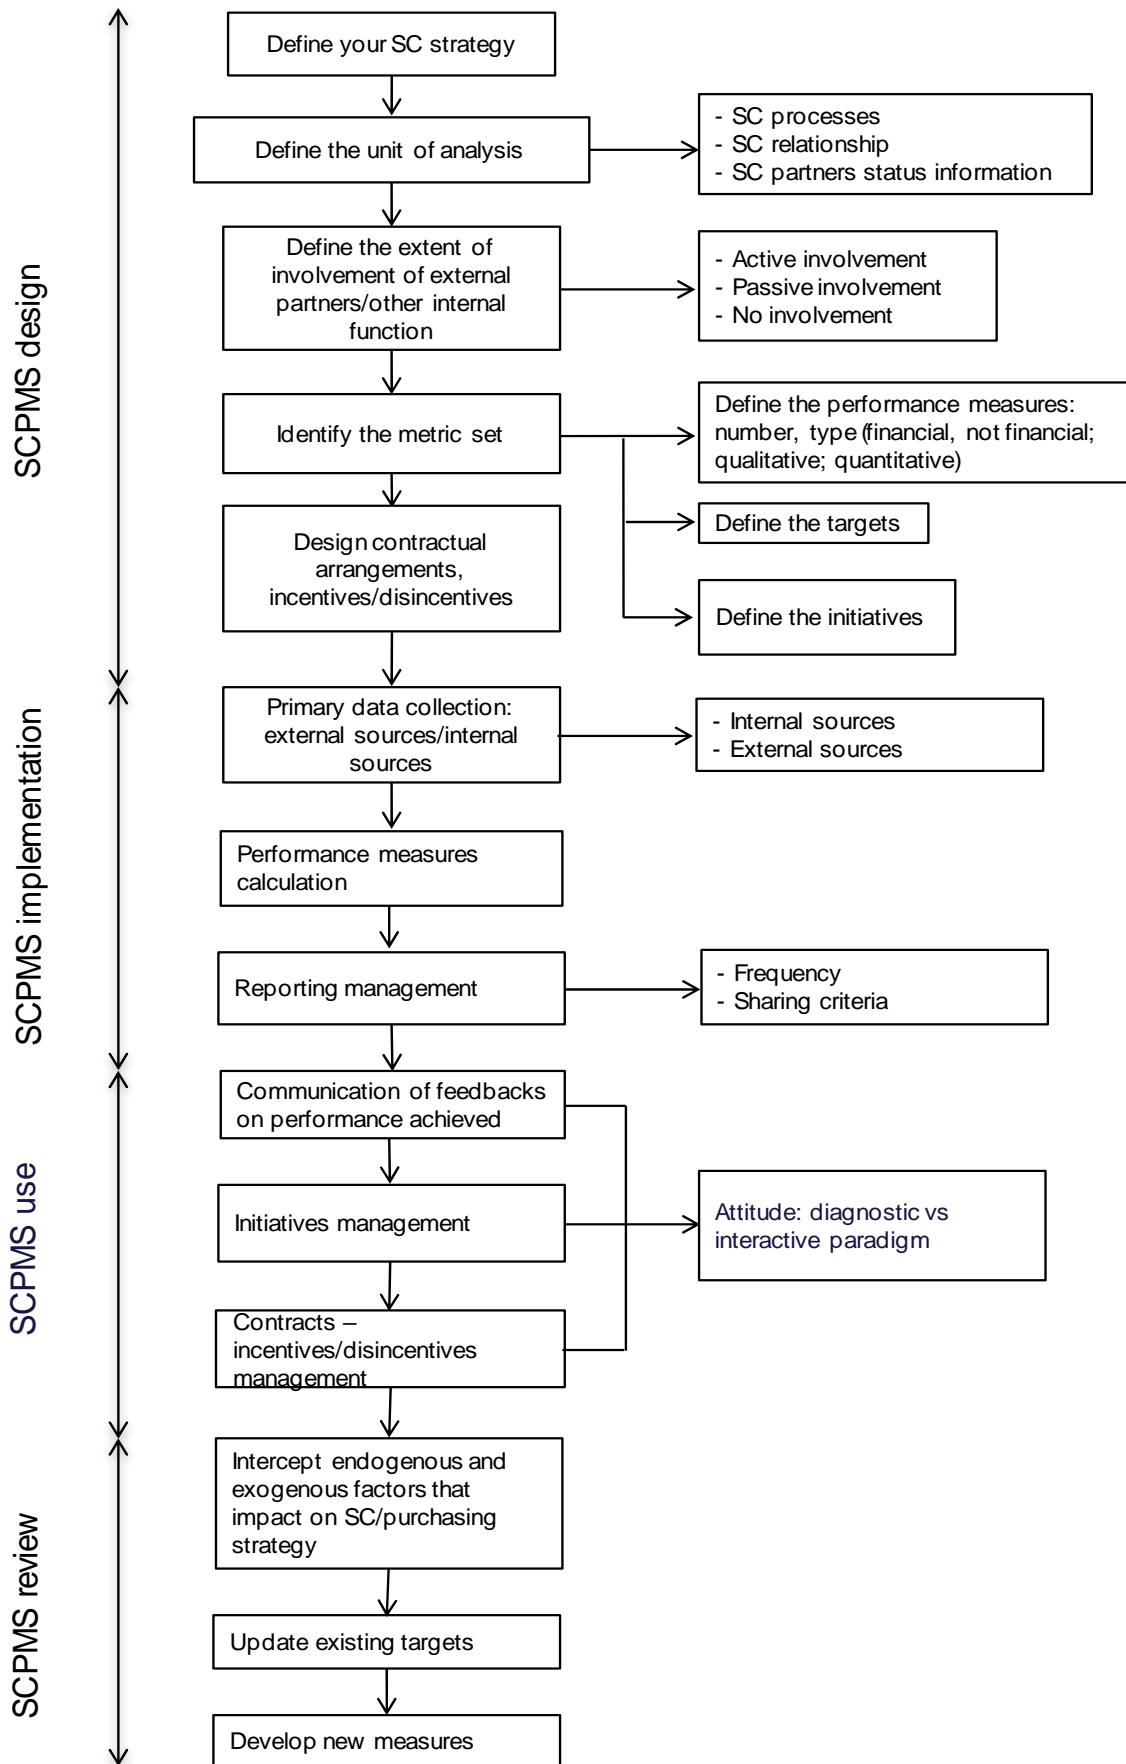 Define your SC strategy
Define the unit of analysis
- SC processes
- SC relationship
- SC partners status information
Define the extent of
involvement of external
partners/other internal
function
- Active involvement
- Passive involvement
- No involvement
SCPMS design
Identify the metric set
Define the performance measures:
number, type (financial, not financial;
qualitative; quantitative)
Define the targets
Design contractual
arrangements,
incentives/disincentives
Define the initiatives
Primary data collection:
external sources/internal
sources
- Internal sources
- External sources
SCPMS implementation
Performance measures
calculation
Reporting management
- Frequency
- Sharing criteria
Communication of feedbacks
on performance achieved
SCPMS use
Initiatives management
Attitude: diagnostic vs
interactive paradigm
Contracts –
incentives/disincentives
management
Intercept endogenous and
exogenous factors that
impact on SC/purchasing
strategy
SCPMS review
Update existing targets
Develop new measures